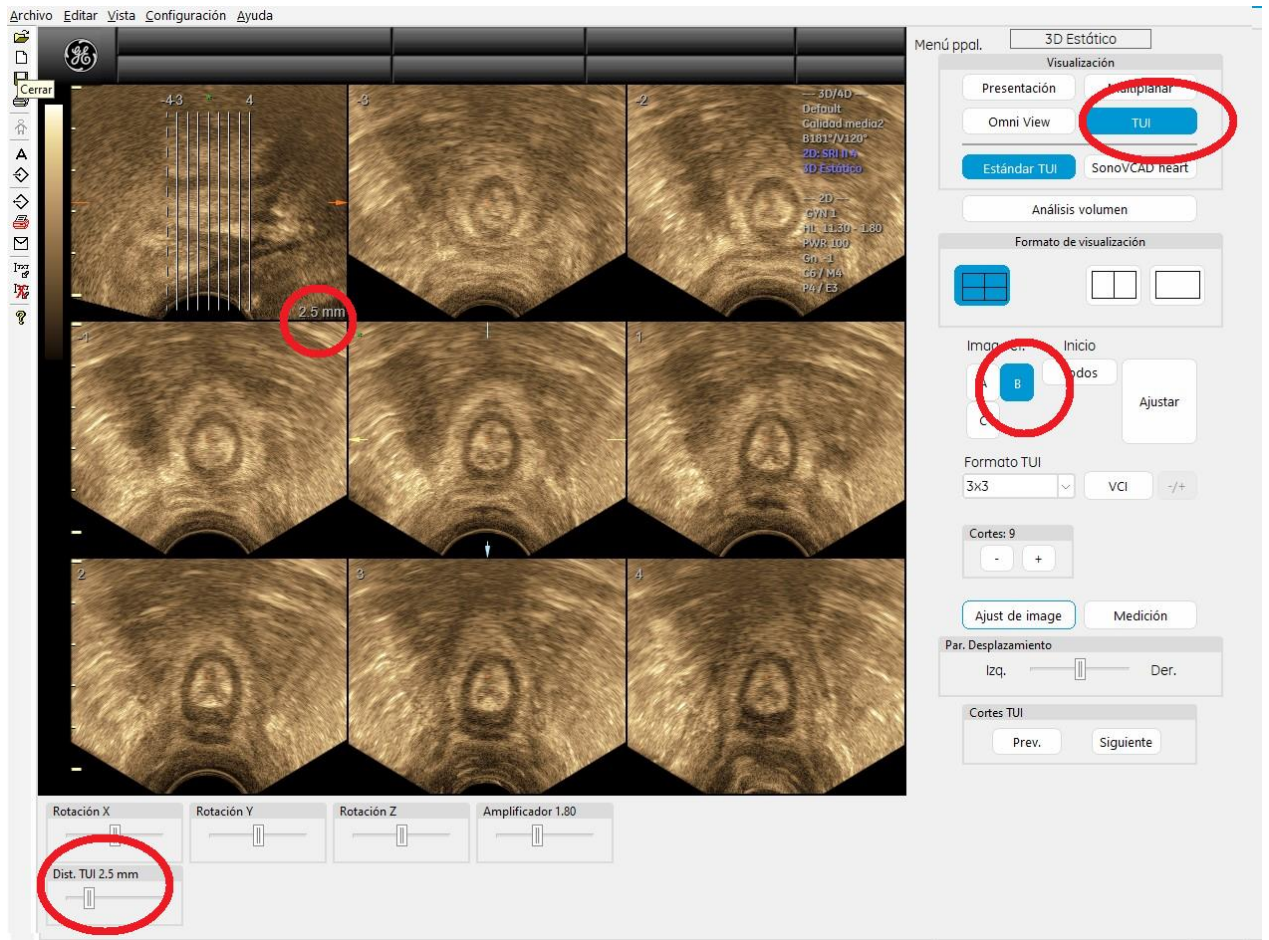 Archivo Editar Vista Configuración Ayuda
Cerrar
Menú ppal.
3D Estático
Visualización
Presentación
Multiplanar
Omni View
TUI
Estándar TUI
SonoVCAD heart
Análisis volumen
Formato de visualización
Inicio
A
B
C
Ajustar
Formato TUI
3x3
VCI
-/+
Cortes: 9
- +
Ajust de image
Medición
Par. Desplazamiento
Izq.
Der.
Cortes TUI
Prev.
Siguiente
-4-3
4
2.5 mm
-3
-2
--- 3D/4D ---
Default
Calidad media2
B181°/V120°
2D: SRI II 4
3D Estático
--- 2D ---
GYN 1
HL 11.30 - 1.80
PWR 100
Gn -1
C6 / M4
P4 / E3
-1
1
2
3
4
Rotación X
Rotación Y
Rotación Z
Amplificador 1.80
Dist. TUI 2.5 mm